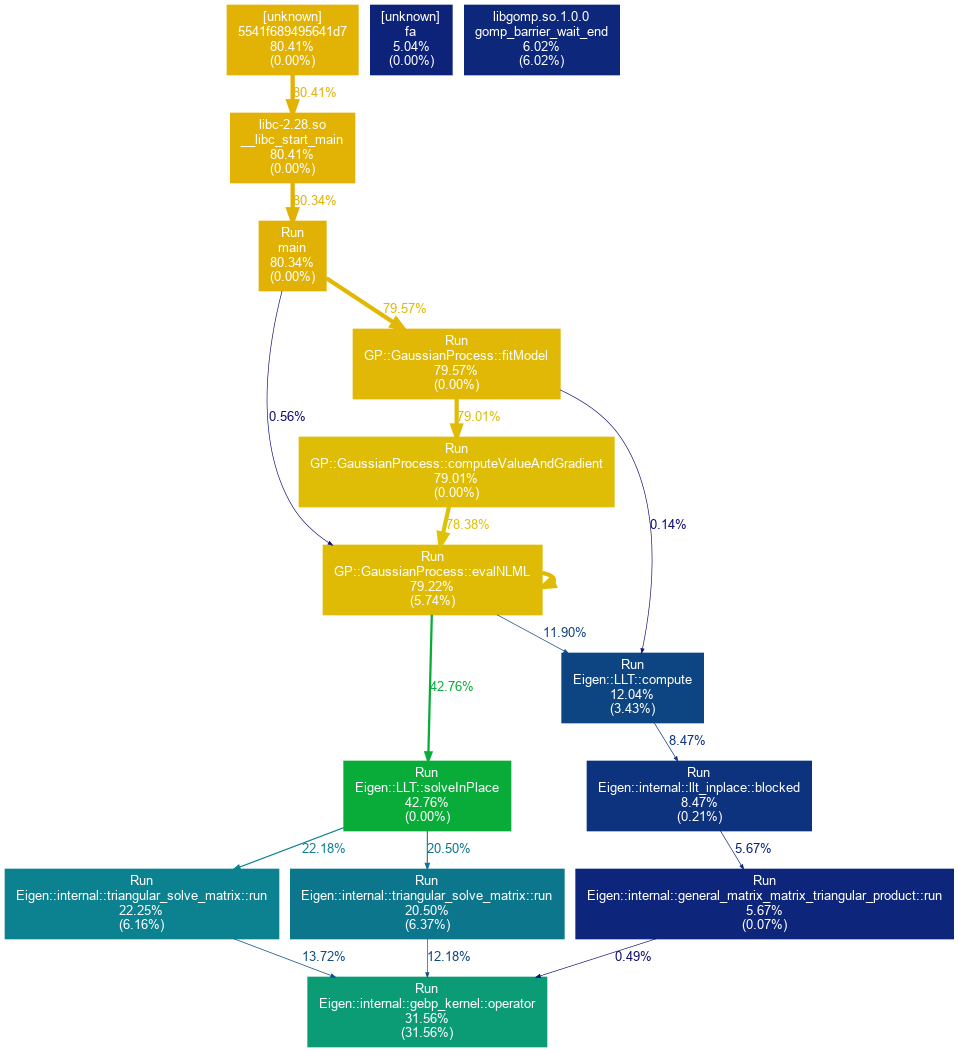 [unknown]
5541f689495641d7
80.41%
(0.00%)
[unknown]
fa
5.04%
(0.00%)
libgomp.so.1.0.0
gomp_barrier_wait_end
6.02%
(6.02%)
80.41%
libc-2.28.so
__libc_start_main
80.41%
(0.00%)
80.34%
Run
main
80.34%
(0.00%)
79.57%
Run
GP::GaussianProcess::fitModel
79.57%
(0.00%)
0.56%
79.01%
Run
GP::GaussianProcess::computeValueAndGradient
79.01%
(0.00%)
78.38%
0.14%
Run
GP::GaussianProcess::evalNLML
79.22%
(5.74%)
11.90%
42.76%
Run
Eigen::LLT::compute
12.04%
(3.43%)
8.47%
Run
Eigen::LLT::solveInPlace
42.76%
(0.00%)
Run
Eigen::internal::llt_inplace::blocked
8.47%
(0.21%)
22.18%
20.50%
5.67%
Run
Eigen::internal::triangular_solve_matrix::run
22.25%
(6.16%)
Run
Eigen::internal::triangular_solve_matrix::run
20.50%
(6.37%)
Run
Eigen::internal::general_matrix_matrix_triangular_product::run
5.67%
(0.07%)
13.72%
12.18%
0.49%
Run
Eigen::internal::gebp_kernel::operator
31.56%
(31.56%)